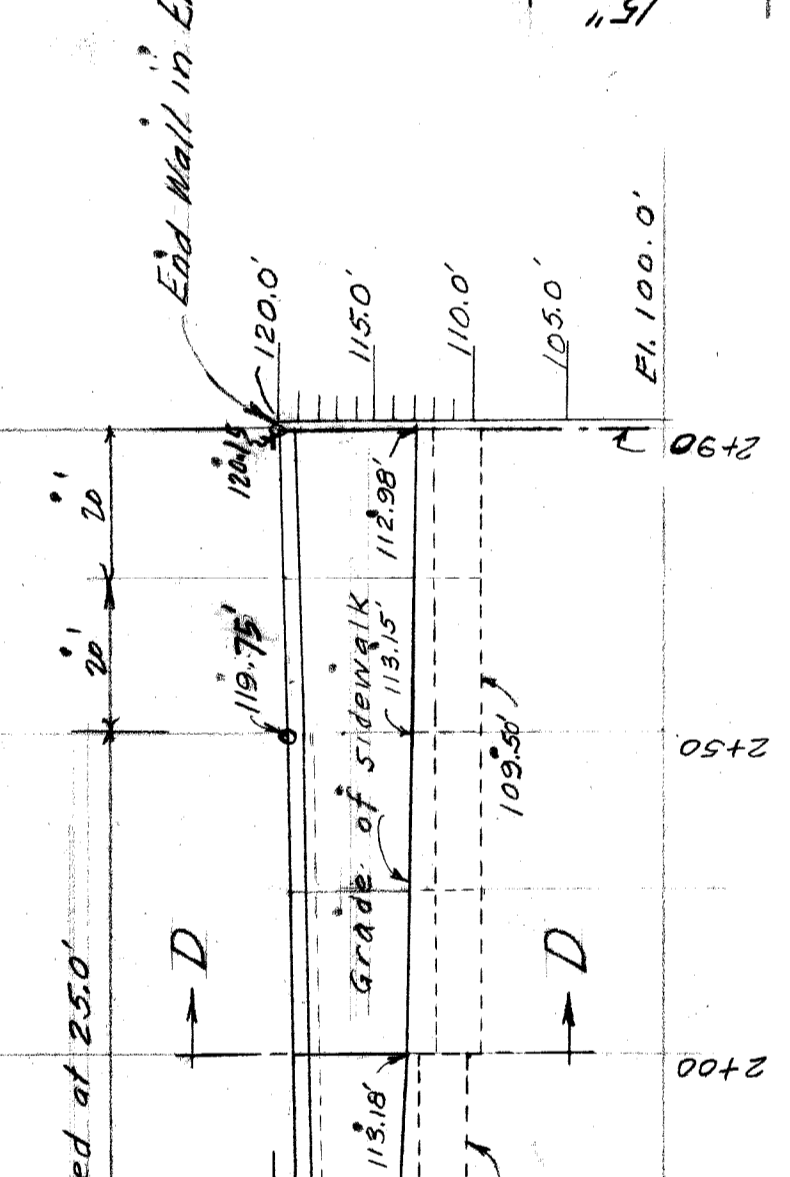 15"
End Wall in
120.0'
115.0'
110.0'
105.0'
El. 100.0'
120.15
112.98'
2+90
20'
20'
119.75'
Grade of sidewalk
113.15'
109.50'
2+50
ed at 25.0'
D
D
113.18'
2+00